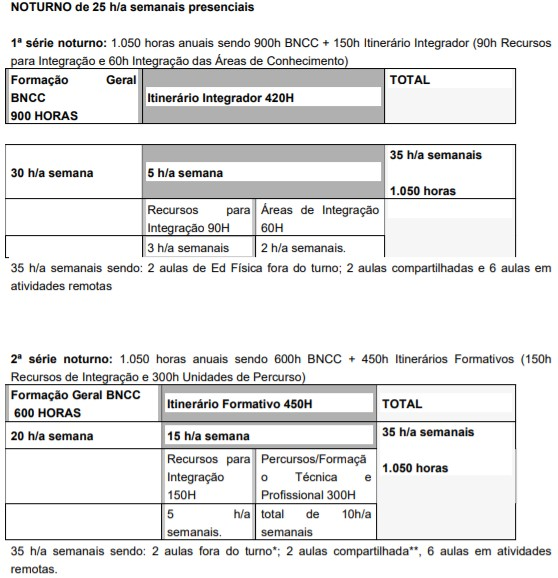 NOTURNO de 25 h/a semanais presenciais
1ª série noturno: 1.050 horas anuais sendo 900h BNCC + 150h Itinerário Integrador (90h Recursos
para Integração e 60h Integração das Áreas de Conhecimento)
Formação Geral
BNCC
900 HORAS
Itinerário Integrador 420H
TOTAL
30 h/a semana
5 h/a semana
35 h/a semanais
1.050 horas
Recursos para
Integração 90H
Áreas de Integração
60H
3 h/a semanais
2 h/a semanais.
35 h/a semanais sendo: 2 aulas de Ed Física fora do turno; 2 aulas compartilhadas e 6 aulas em
atividades remotas
2ª série noturno: 1.050 horas anuais sendo 600h BNCC + 450h Itinerários Formativos (150h
Recursos de Integração e 300h Unidades de Percurso)
Formação Geral BNCC
600 HORAS
Itinerário Formativo 450H
TOTAL
20 h/a semana
15 h/a semana
35 h/a semanais
1.050 horas
Recursos para
Integração
150H
Percursos/Formaçã
o Técnica e
Profissional 300H
5 h/a
semanais.
total de 10h/a
semanais
35 h/a semanais sendo: 2 aulas fora do turno*; 2 aulas compartilhada**, 6 aulas em atividades
remotas.